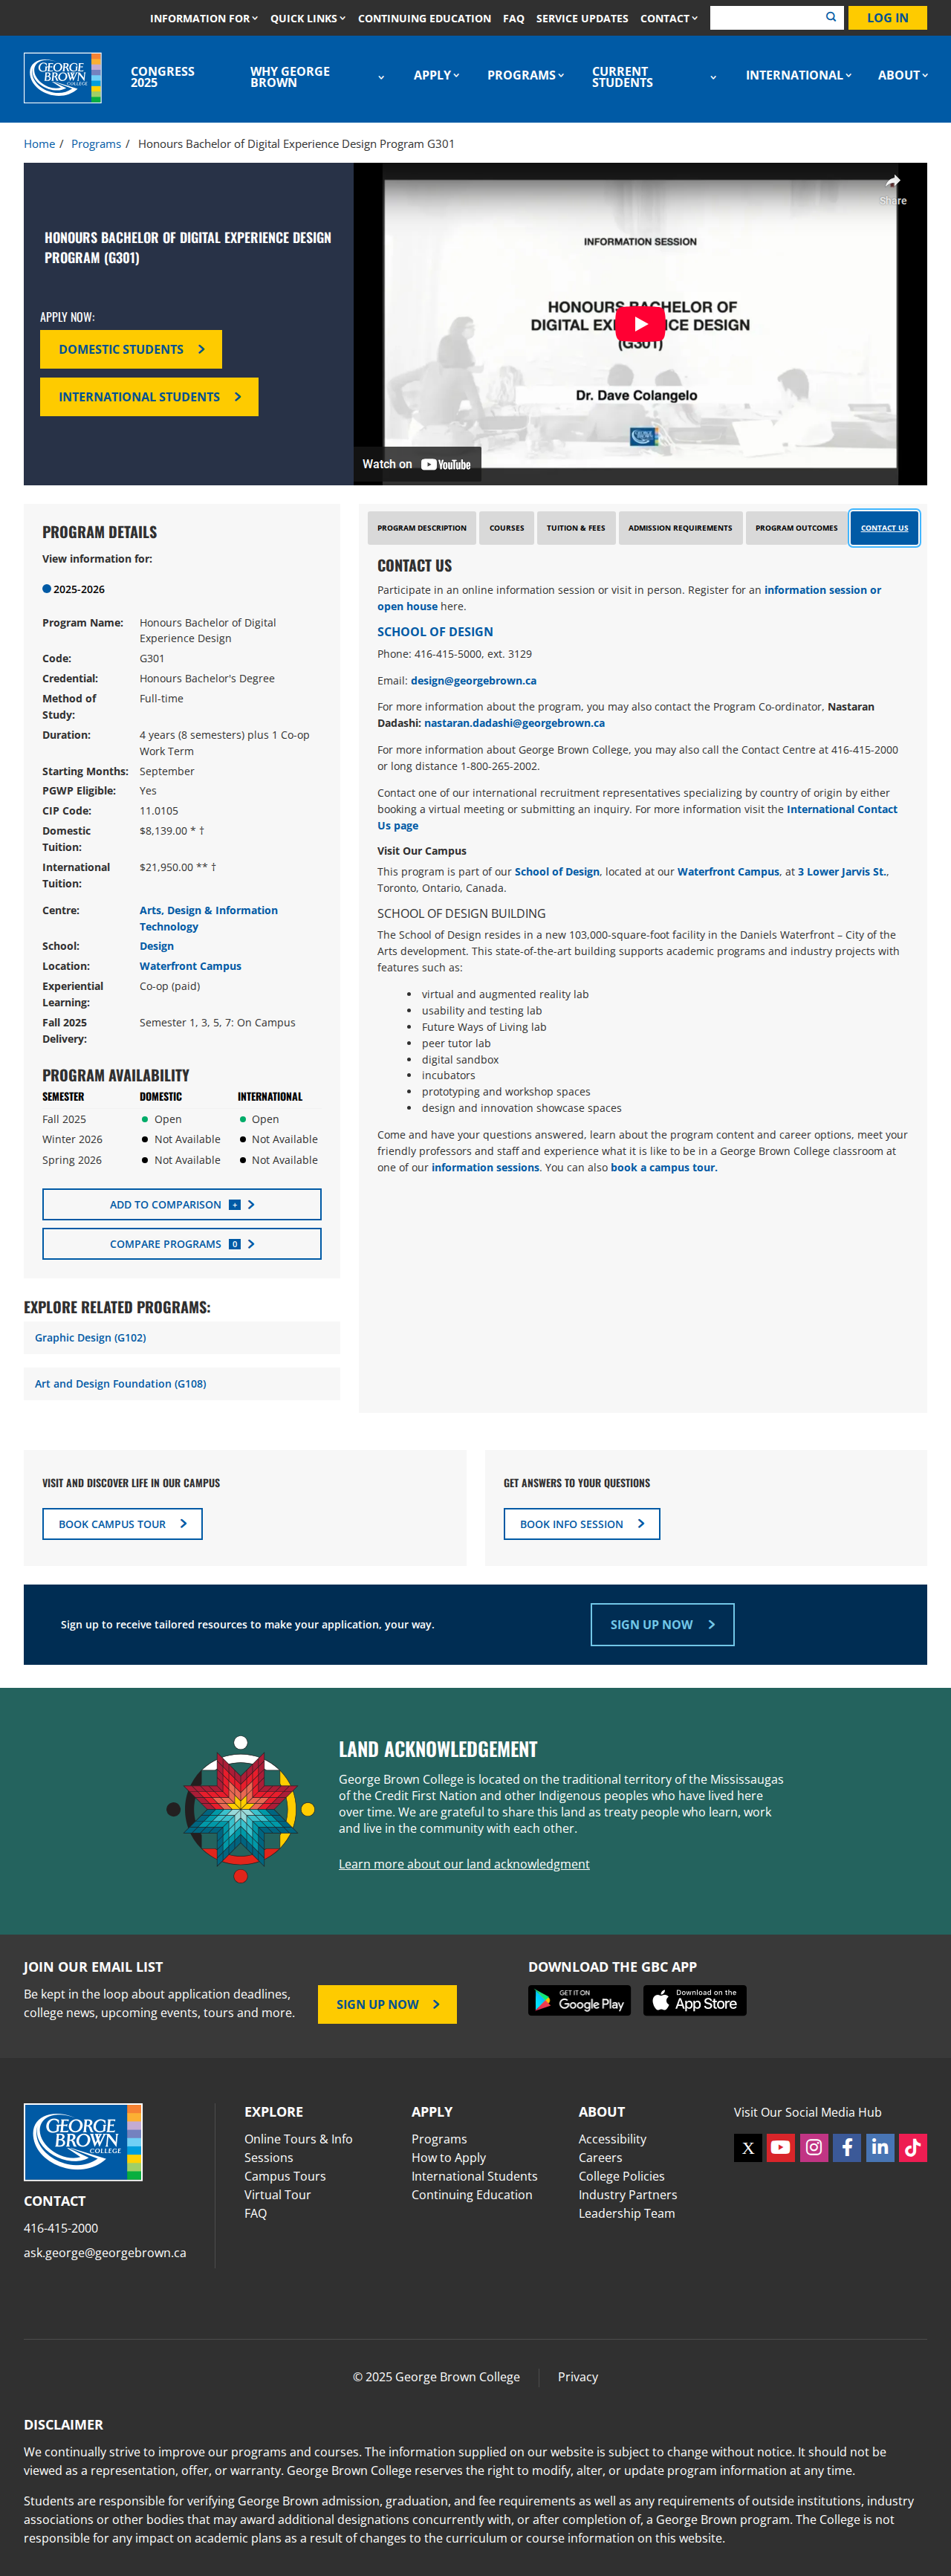 INFORMATION FOR QUICK LINKS CONTINUING EDUCATION FAQ SERVICE UPDATES CONTACT LOG IN
GEORGE BROWN COLLEGE
CONGRESS 2025
WHY GEORGE BROWN
APPLY
PROGRAMS
CURRENT STUDENTS
INTERNATIONAL
ABOUT
Home / Programs / Honours Bachelor of Digital Experience Design Program G301
HONOURS BACHELOR OF DIGITAL EXPERIENCE DESIGN
PROGRAM (G301)
APPLY NOW:
DOMESTIC STUDENTS
INTERNATIONAL STUDENTS
Share
INFORMATION SESSION
HONOURS BACHELOR OF
DIGITAL EXPERIENCE DESIGN
(G301)
Dr. Dave Colangelo
Watch on YouTube
PROGRAM DETAILS
View information for:
2025-2026
Program Name: Honours Bachelor of Digital
Experience Design
Code: G301
Credential: Honours Bachelor's Degree
Method of Study: Full-time
Duration: 4 years (8 semesters) plus 1 Co-op
Work Term
Starting Months: September
PGWP Eligible: Yes
CIP Code: 11.0105
Domestic Tuition: $8,139.00 * †
International Tuition: $21,950.00 ** †
Centre: Arts, Design & Information
Technology
School: Design
Location: Waterfront Campus
Experiential Learning: Co-op (paid)
Fall 2025 Delivery: Semester 1, 3, 5, 7: On Campus
PROGRAM AVAILABILITY
SEMESTER DOMESTIC INTERNATIONAL
Fall 2025 Open Open
Winter 2026 Not Available Not Available
Spring 2026 Not Available Not Available
ADD TO COMPARISON +
COMPARE PROGRAMS 0
EXPLORE RELATED PROGRAMS:
Graphic Design (G102)
Art and Design Foundation (G108)
PROGRAM DESCRIPTION COURSES TUITION & FEES ADMISSION REQUIREMENTS PROGRAM OUTCOMES CONTACT US
CONTACT US
Participate in an online information session or visit in person. Register for an information session or
open house here.
SCHOOL OF DESIGN
Phone: 416-415-5000, ext. 3129
Email: design@georgebrown.ca
For more information about the program, you may also contact the Program Co-ordinator, Nastaran
Dadashi: nastaran.dadashi@georgebrown.ca
For more information about George Brown College, you may also call the Contact Centre at 416-415-2000
or long distance 1-800-265-2002.
Contact one of our international recruitment representatives specializing by country of origin by either
booking a virtual meeting or submitting an inquiry. For more information visit the International Contact
Us page
Visit Our Campus
This program is part of our School of Design, located at our Waterfront Campus, at 3 Lower Jarvis St.,
Toronto, Ontario, Canada.
SCHOOL OF DESIGN BUILDING
The School of Design resides in a new 103,000-square-foot facility in the Daniels Waterfront – City of the
Arts development. This state-of-the-art building supports academic programs and industry projects with
features such as:
• virtual and augmented reality lab
• usability and testing lab
• Future Ways of Living lab
• peer tutor lab
• digital sandbox
• incubators
• prototyping and workshop spaces
• design and innovation showcase spaces
Come and have your questions answered, learn about the program content and career options, meet your
friendly professors and staff and experience what it is like to be in a George Brown College classroom at
one of our information sessions. You can also book a campus tour.
VISIT AND DISCOVER LIFE IN OUR CAMPUS
BOOK CAMPUS TOUR
GET ANSWERS TO YOUR QUESTIONS
BOOK INFO SESSION
Sign up to receive tailored resources to make your application, your way.
SIGN UP NOW
LAND ACKNOWLEDGEMENT
George Brown College is located on the traditional territory of the Mississaugas
of the Credit First Nation and other Indigenous peoples who have lived here
over time. We are grateful to share this land as treaty people who learn, work
and live in the community with each other.
Learn more about our land acknowledgment
JOIN OUR EMAIL LIST
Be kept in the loop about application deadlines,
college news, upcoming events, tours and more.
SIGN UP NOW
DOWNLOAD THE GBC APP
GET IT ON
Google Play
Download on the
App Store
GEORGE BROWN COLLEGE
CONTACT
416-415-2000
ask.george@georgebrown.ca
EXPLORE
Online Tours & Info
Sessions
Campus Tours
Virtual Tour
FAQ
APPLY
Programs
How to Apply
International Students
Continuing Education
ABOUT
Accessibility
Careers
College Policies
Industry Partners
Leadership Team
Visit Our Social Media Hub
© 2025 George Brown College
Privacy
DISCLAIMER
We continually strive to improve our programs and courses. The information supplied on our website is subject to change without notice. It should not be
viewed as a representation, offer, or warranty. George Brown College reserves the right to modify, alter, or update program information at any time.
Students are responsible for verifying George Brown admission, graduation, and fee requirements as well as any requirements of outside institutions, industry
associations or other bodies that may award additional designations concurrently with, or after completion of, a George Brown program. The College is not
responsible for any impact on academic plans as a result of changes to the curriculum or course information on this website.